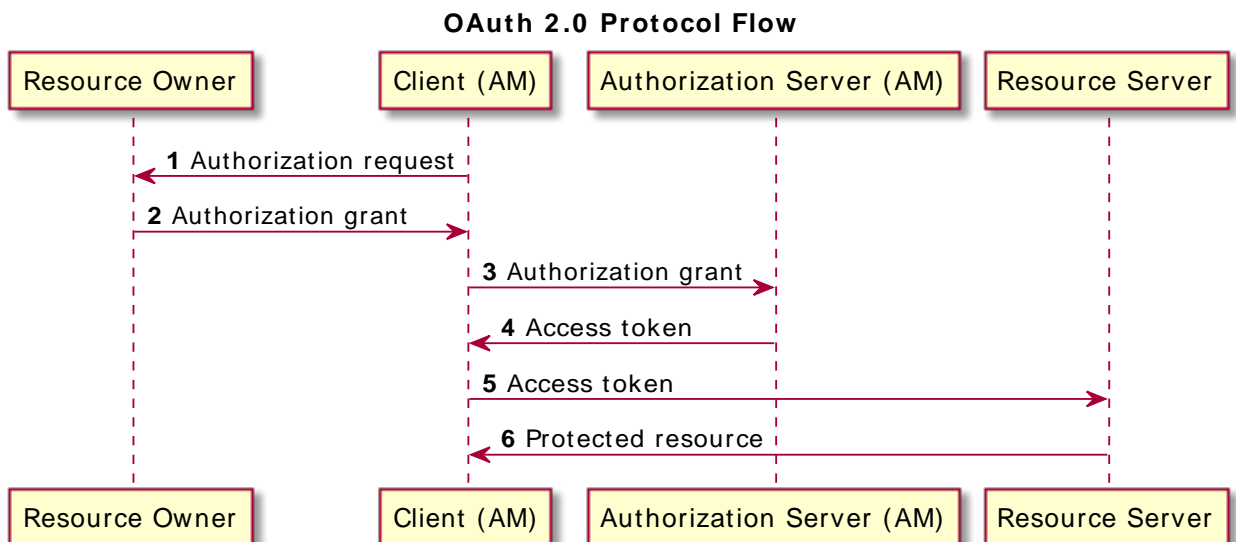 OAuth 2.0 Protocol Flow
Resource Owner
Client (AM)
Authorization Server (AM)
Resource Server
1 Authorization request
2 Authorization grant
3 Authorization grant
4 Access token
5 Access token
6 Protected resource
Resource Owner
Client (AM)
Authorization Server (AM)
Resource Server